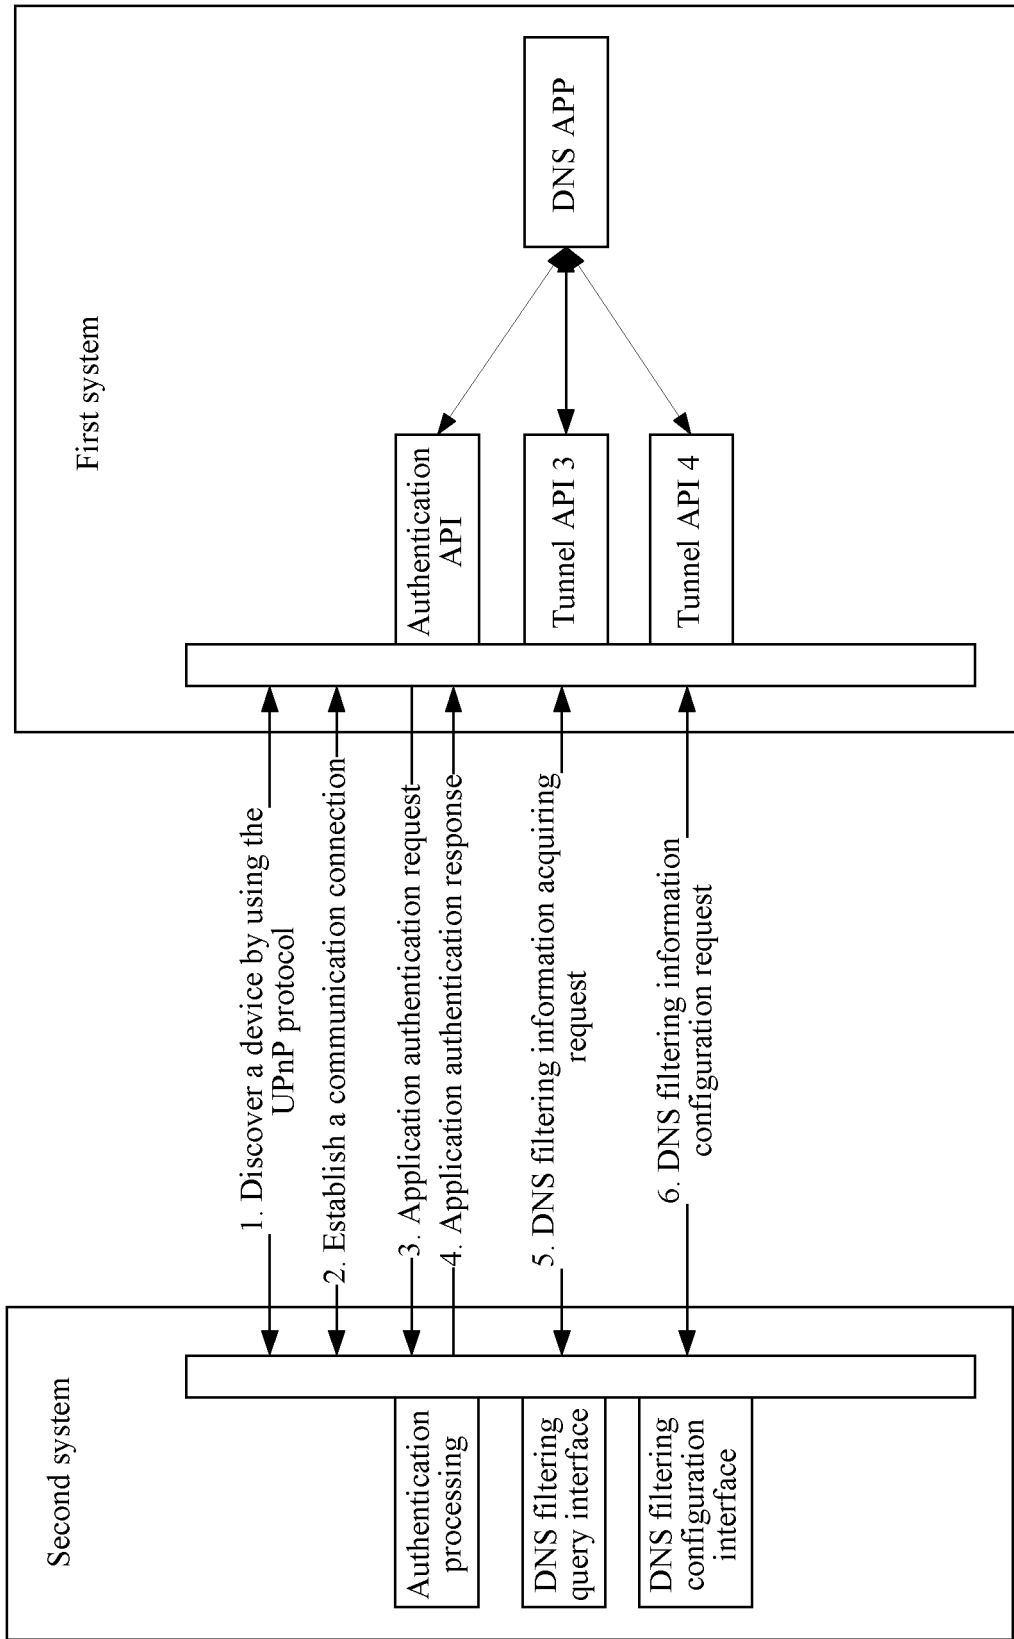 Second system
First system
Authentication
processing
DNS filtering
query interface
DNS filtering
configuration
interface
1. Discover a device by using the
UPnP protocol
2. Establish a communication connection
3. Application authentication request
4. Application authentication response
5. DNS filtering information acquiring
request
6. DNS filtering information
configuration request
Authentication
API
Tunnel API 3
Tunnel API 4
DNS APP